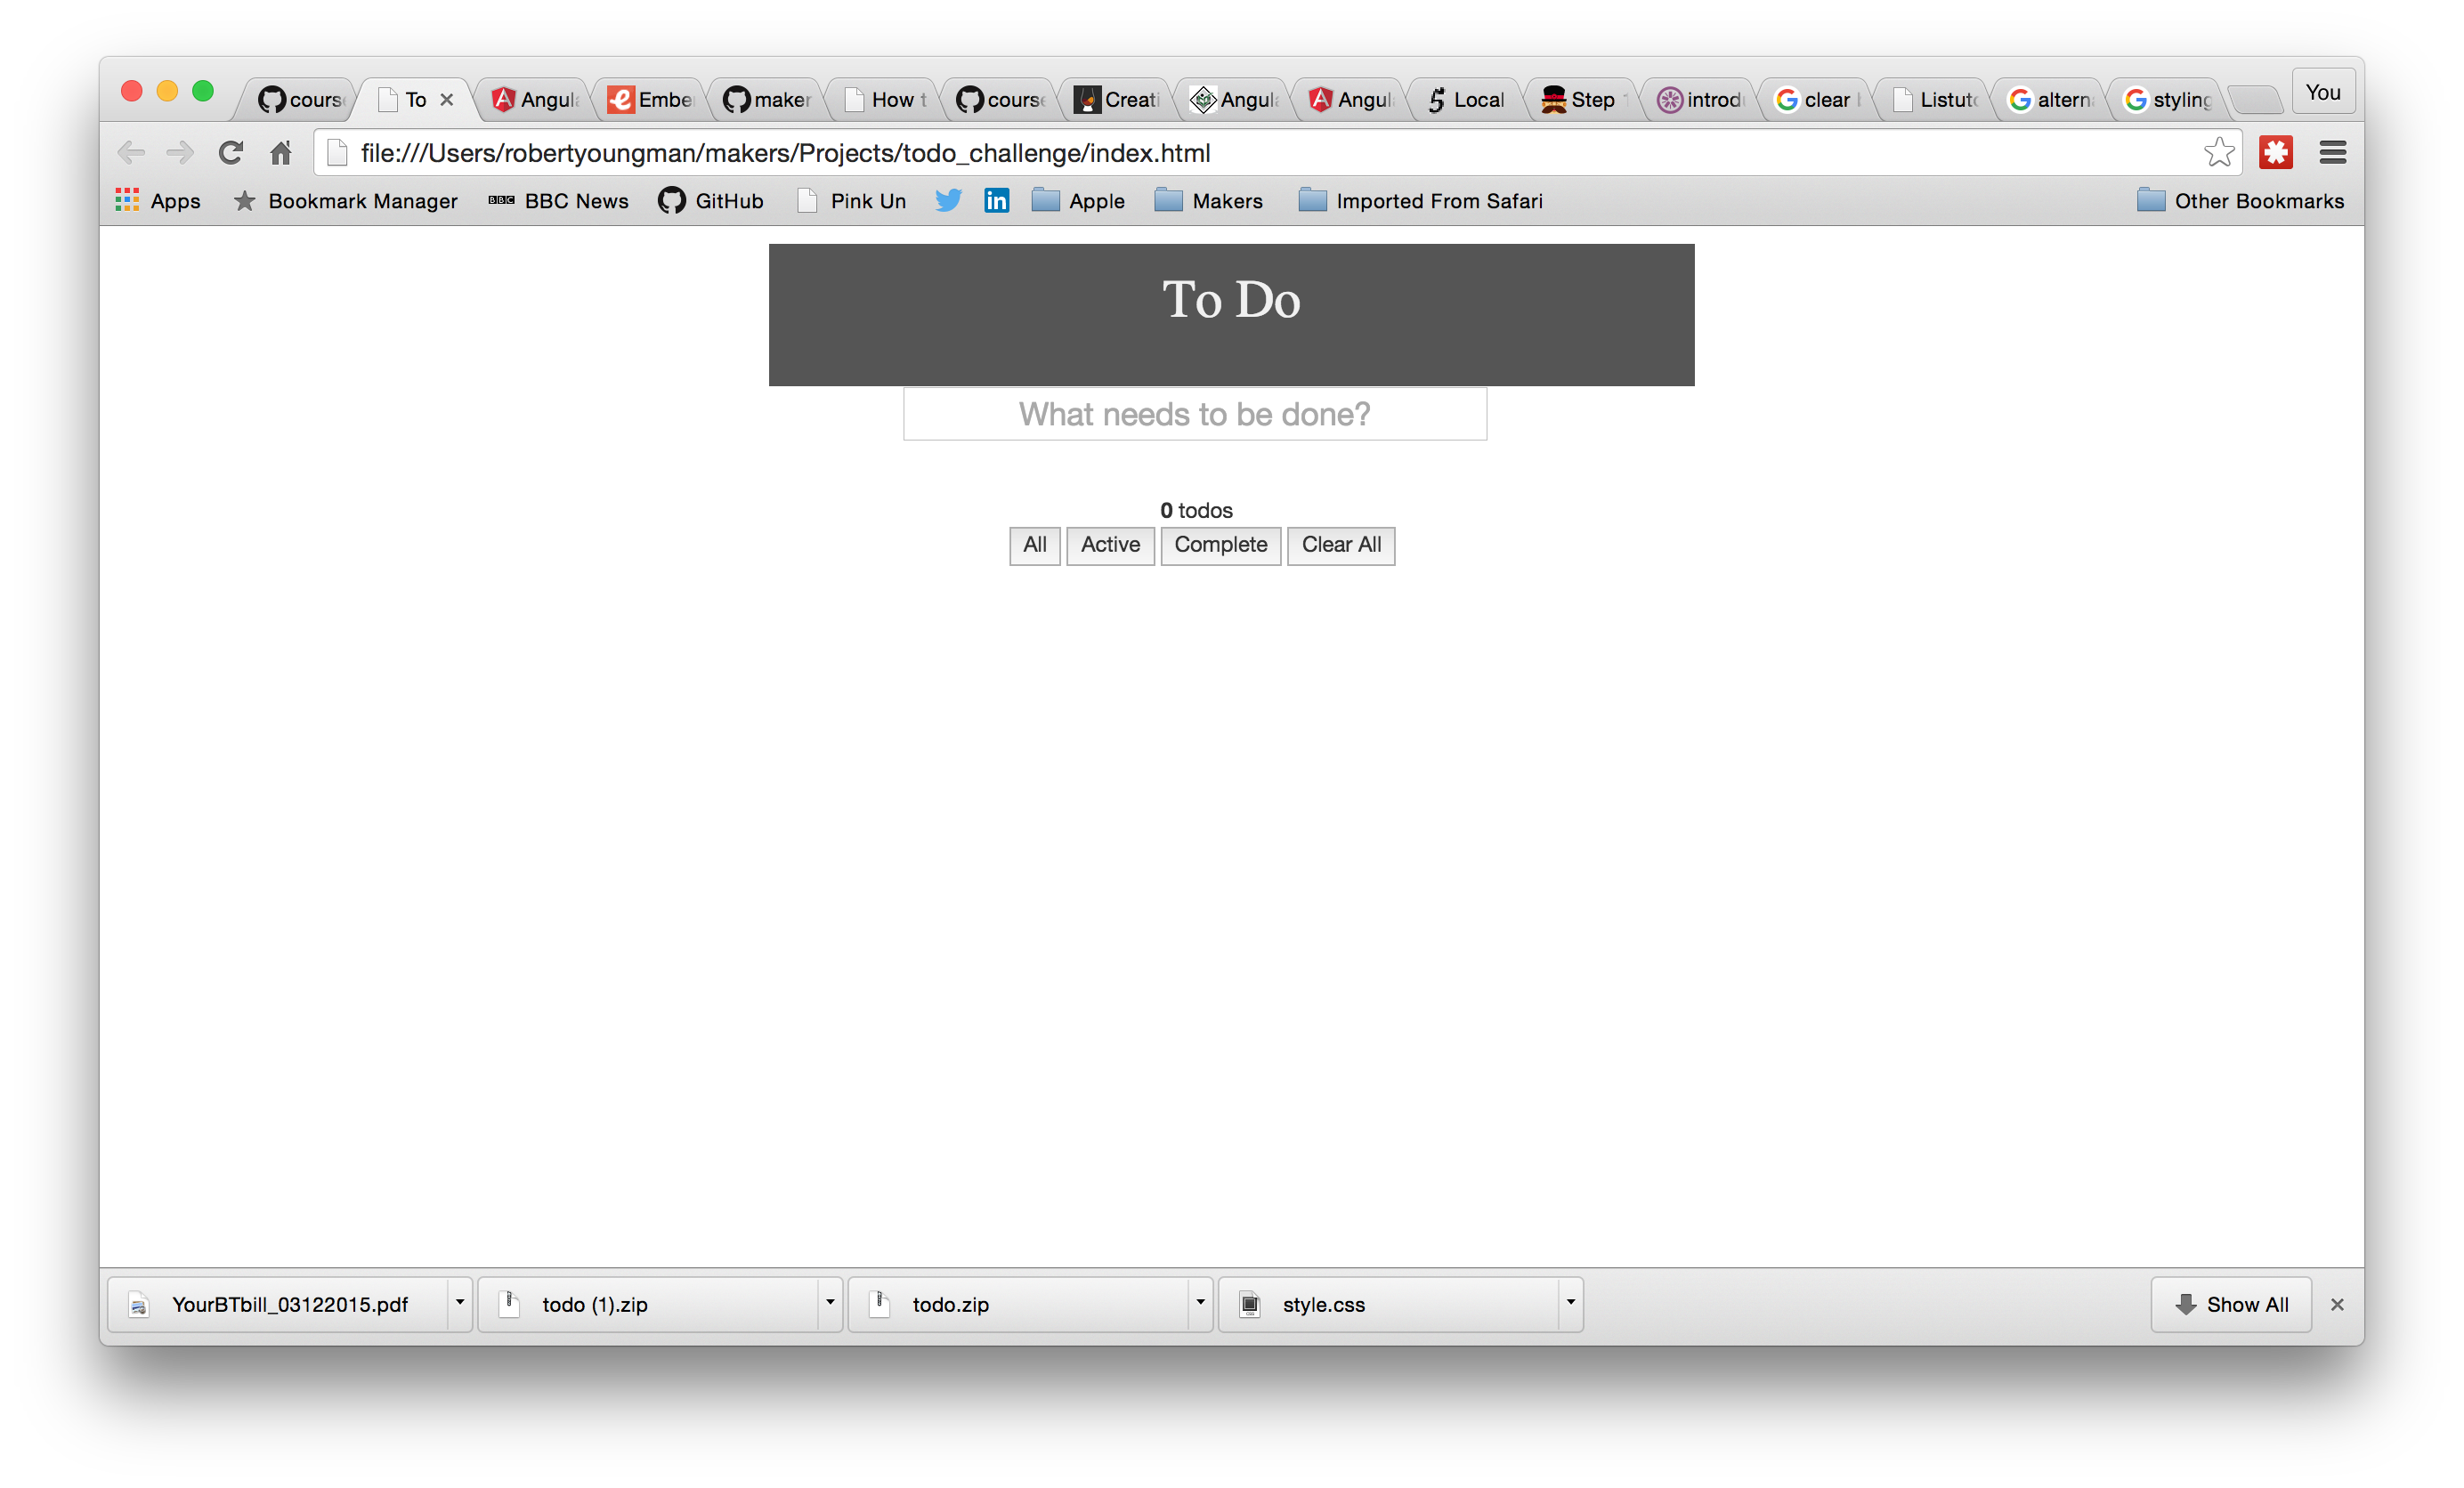 cours To Angul Embe maker How t cours Creati Angul Angul Local Step introd clear Listut altern styling You
file:///Users/robertyoungman/makers/Projects/todo_challenge/index.html
Apps Bookmark Manager BBC BBC News GitHub Pink Un in Apple Makers Imported From Safari Other Bookmarks
To Do
What needs to be done?
0 todos
All Active Complete Clear All
YourBTbill_03122015.pdf todo (1).zip todo.zip style.css Show All